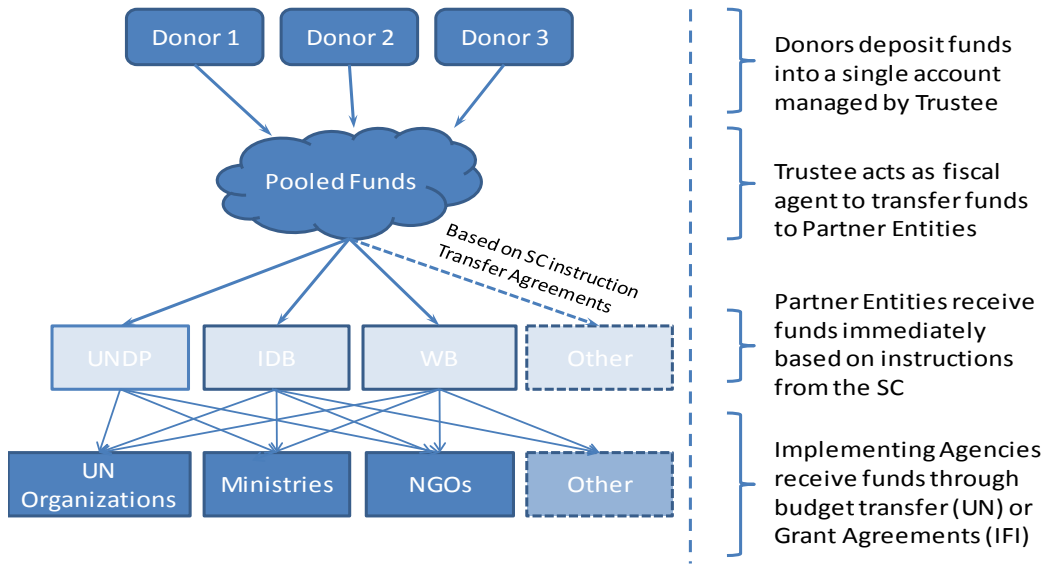 Donor 1
Donor 2
Donor 3
Pooled Funds
Based on SC instruction
Transfer Agreements
UNDP
IDB
WB
Other
UN
Organizations
Ministries
NGOs
Other
Donors deposit funds
into a single account
managed by Trustee
Trustee acts as fiscal
agent to transfer funds
to Partner Entities
Partner Entities receive
funds immediately
based on instructions
from the SC
Implementing Agencies
receive funds through
budget transfer (UN) or
Grant Agreements (IFI)